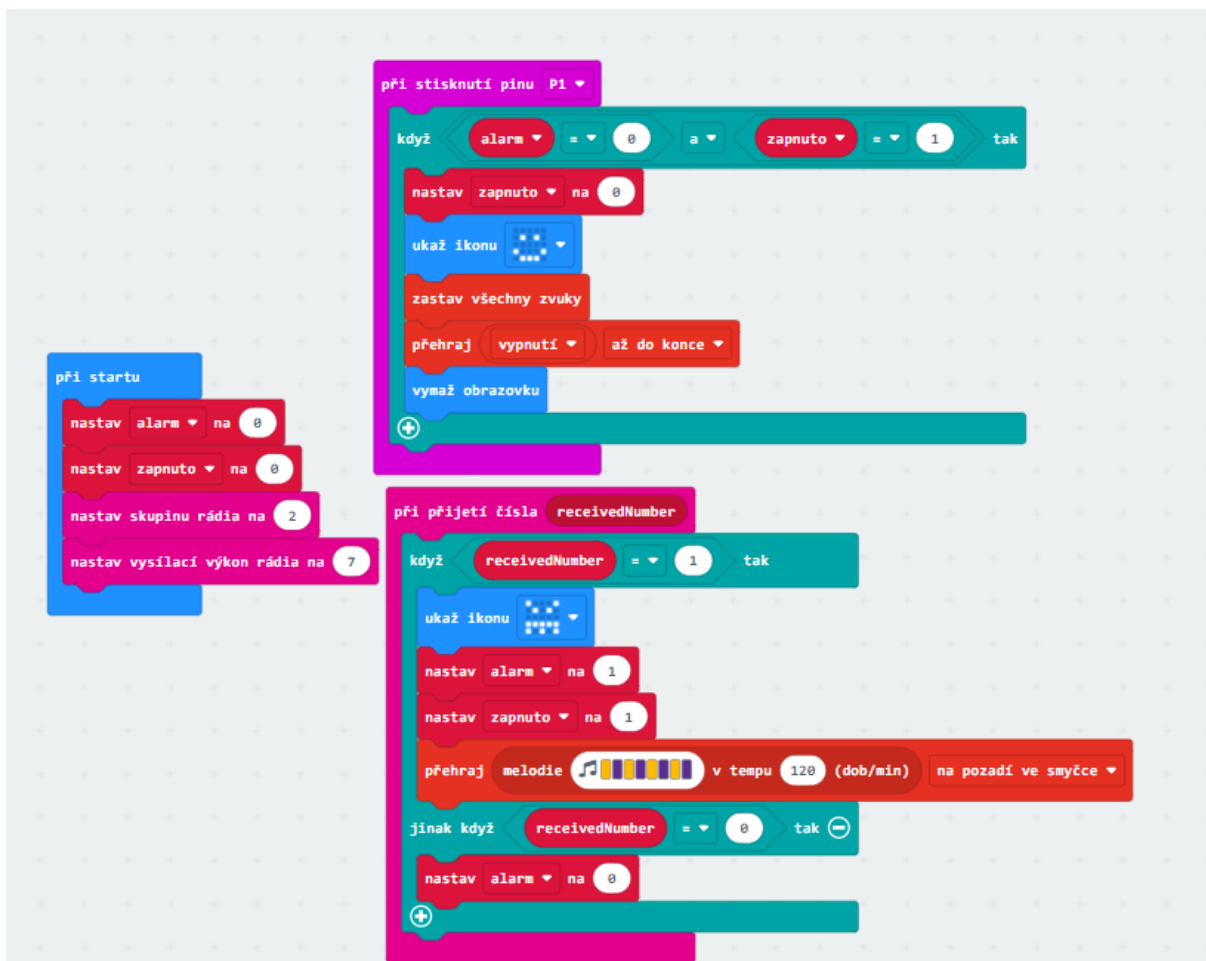 při stisknutí pinu P1
když alarm = 0 a zapnuto = 1 tak
nastav zapnuto na 0
ukaž ikonu
zastav všechny zvuky
přehraj vypnutí až do konce
vymaž obrazovku
při startu
nastav alarm na 0
nastav zapnuto na 0
nastav skupinu rádia na 2
nastav vysílací výkon rádia na 7
při přijetí čísla receivedNumber
když receivedNumber = 1 tak
ukaž ikonu
nastav alarm na 1
nastav zapnuto na 1
přehraj melodie v tempu 120 (dob/min) na pozadí ve smyčce
jinak když receivedNumber = 0 tak
nastav alarm na 0